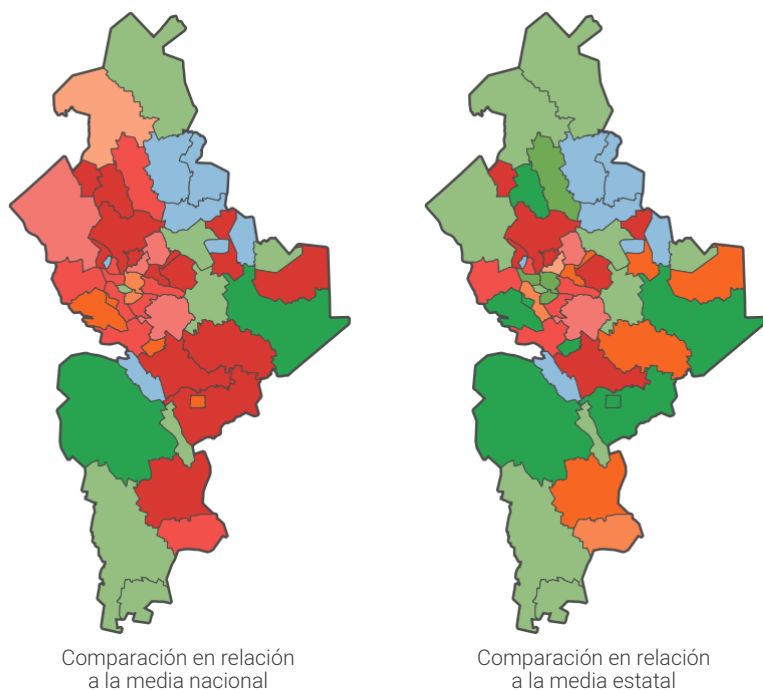 Comparación en relación
a la media nacional
Comparación en relación
a la media estatal